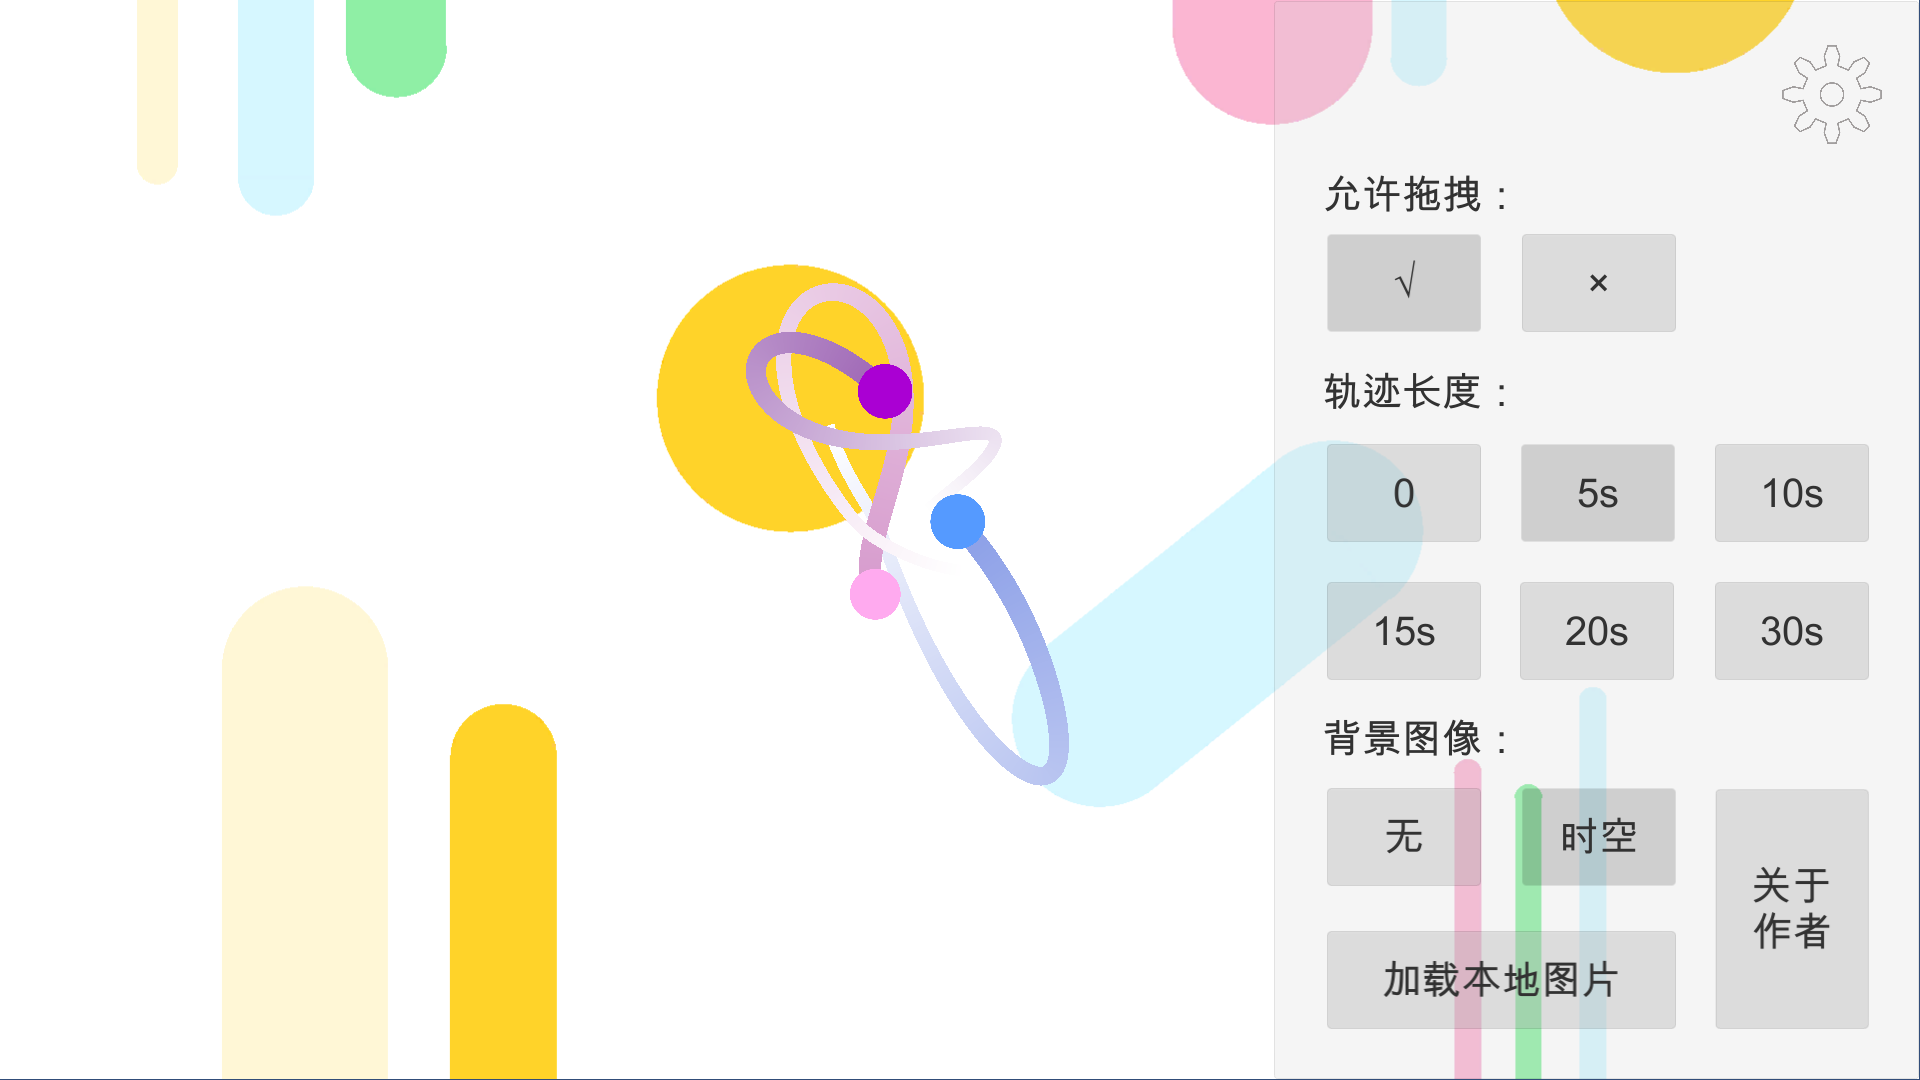 允许拖拽：
√ ×
轨迹长度：
0 5s 10s
15s 20s 30s
背景图像：
无 时空
关于
作者
加载本地图片